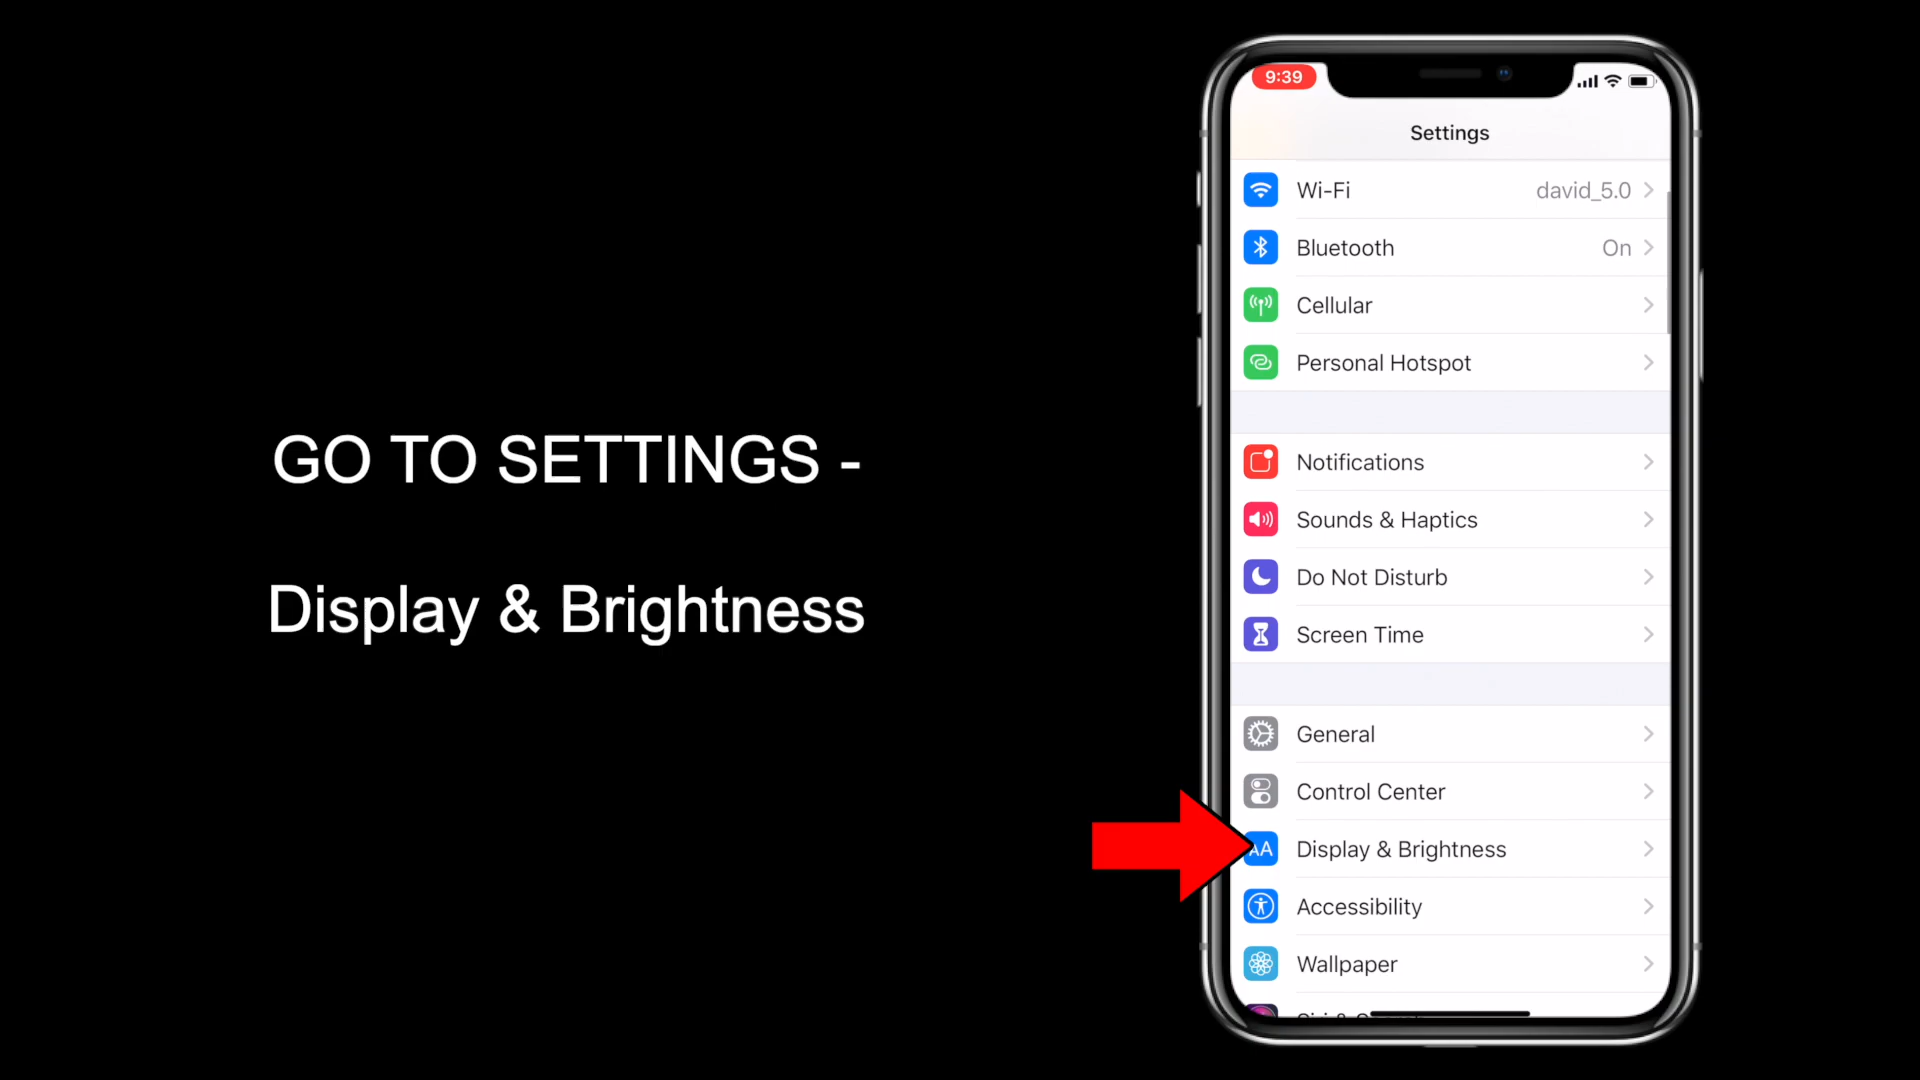 GO TO SETTINGS -
Display & Brightness
9:39
Settings
Wi-Fi david_5.0
Bluetooth On
Cellular
Personal Hotspot
Notifications
Sounds & Haptics
Do Not Disturb
Screen Time
General
Control Center
AA Display & Brightness
Accessibility
Wallpaper
Siri &